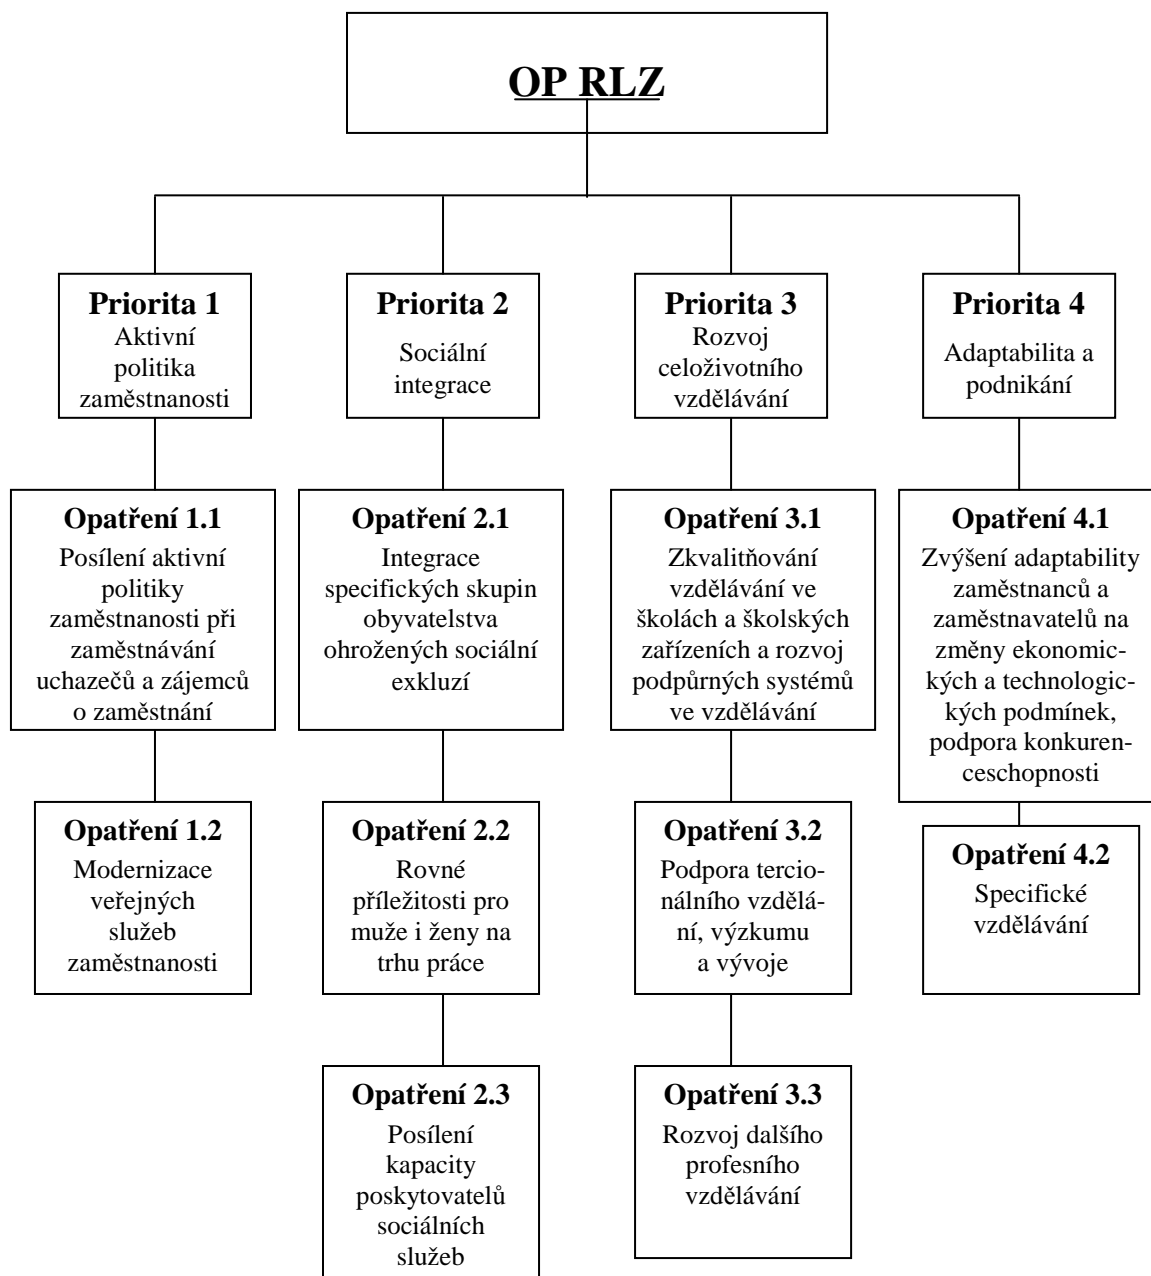 OP RLZ
Priorita 1
Aktivní
politika
zaměstnanosti
Priorita 2
Sociální
integrace
Priorita 3
Rozvoj
celoživotního
vzdělávání
Priorita 4
Adaptabilita a
podnikání
Opatření 1.1
Posílení aktivní
politiky
zaměstnanosti při
zaměstnávání
uchazečů a zájemců
o zaměstnání
Opatření 2.1
Integrace
specifických skupin
obyvatelstva
ohrožených sociální
exkluzí
Opatření 3.1
Zkvalitňování
vzdělávání ve
školách a školských
zařízeních a rozvoj
podpůrných systémů
ve vzdělávání
Opatření 4.1
Zvýšení adaptability
zaměstnanců a
zaměstnavatelů na
změny ekonomic-
kých a technologic-
kých podmínek,
podpora konkuren-
ceschopnosti
Opatření 1.2
Modernizace
veřejných
služeb
zaměstnanosti
Opatření 2.2
Rovné
příležitosti pro
muže i ženy na
trhu práce
Opatření 3.2
Podpora tercio-
nálního vzdělá-
ní, výzkumu
a vývoje
Opatření 4.2
Specifické
vzdělávání
Opatření 2.3
Posílení
kapacity
poskytovatelů
sociálních
služeb
Opatření 3.3
Rozvoj dalšího
profesního
vzdělávání